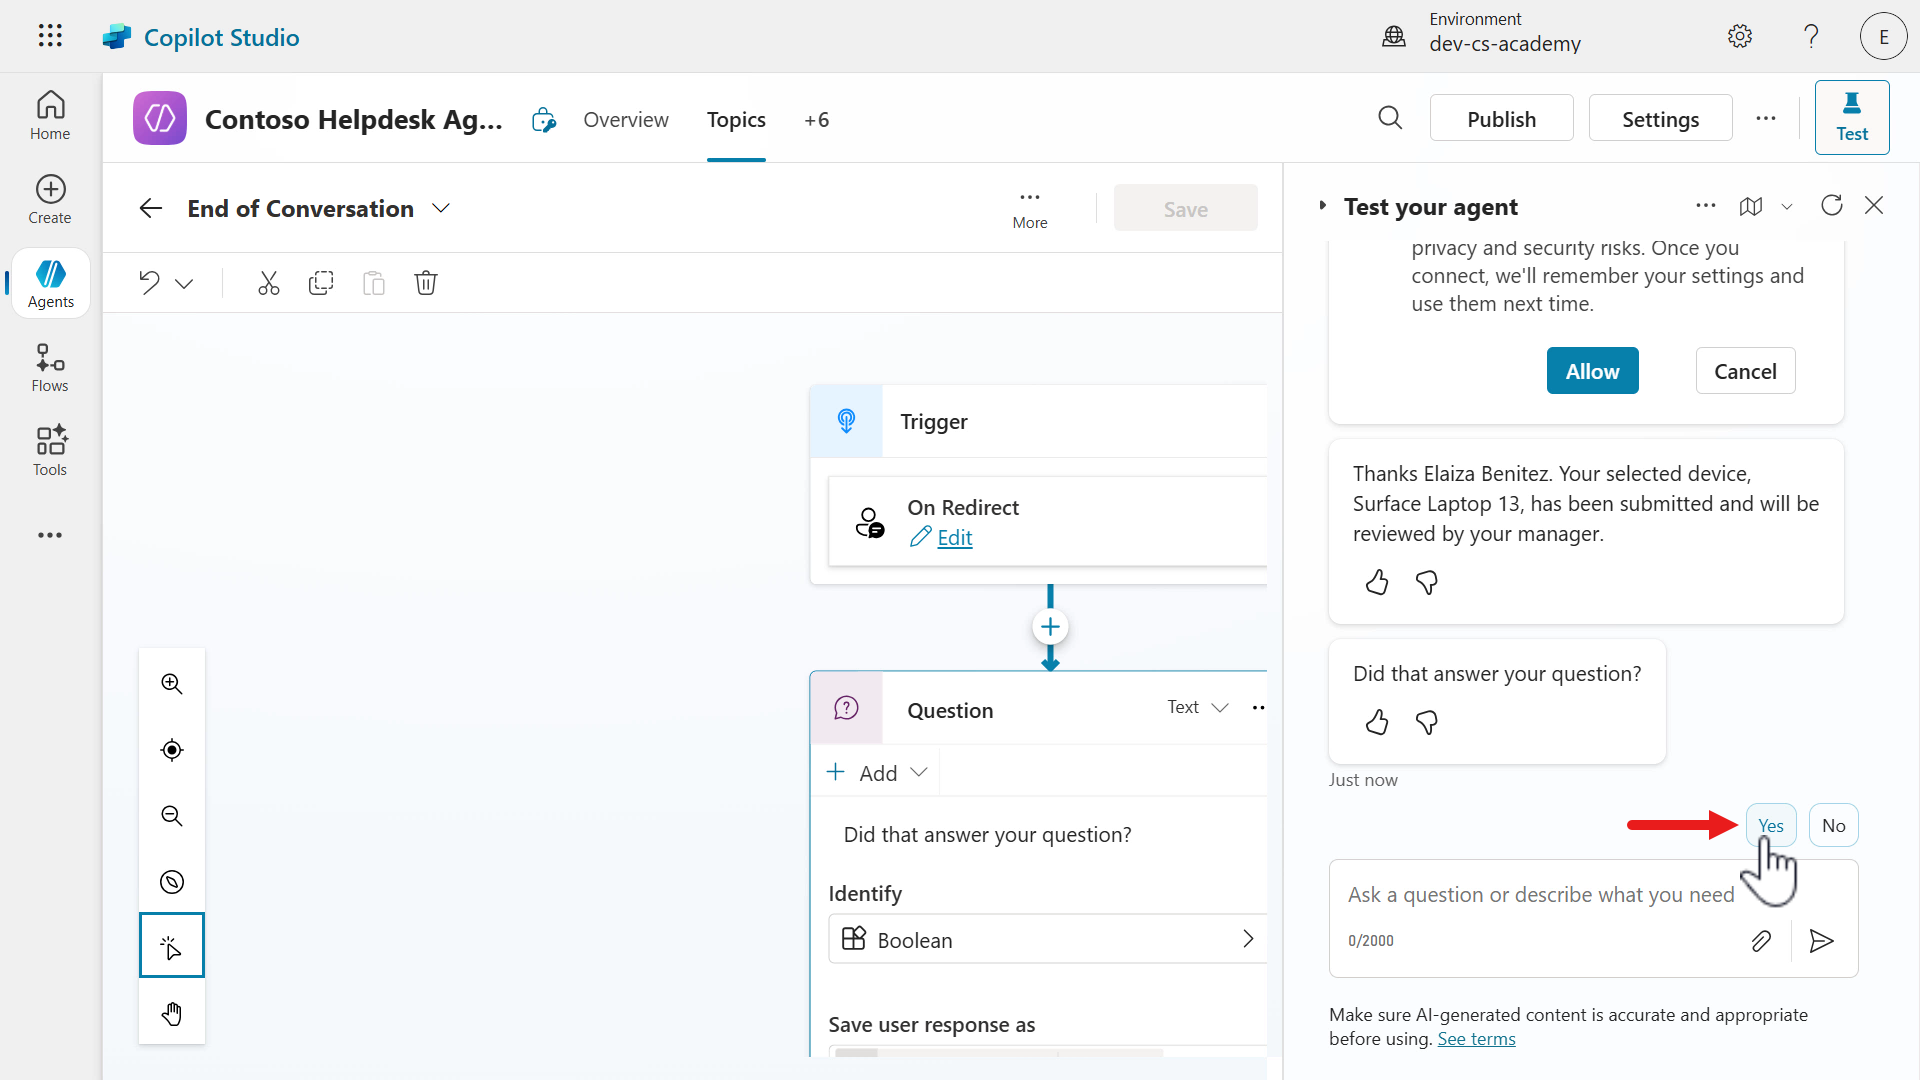 Copilot Studio
Environment
dev-cs-academy
E
Home
Create
Agents
Flows
Tools
Contoso Helpdesk Ag...
Overview
Topics
+6
Publish
Settings
Test
End of Conversation
More
Save
Trigger
On Redirect
Edit
Question
Text
Add
Did that answer your question?
Identify
Boolean
Save user response as
Test your agent
privacy and security risks. Once you
connect, we'll remember your settings and
use them next time.
Allow
Cancel
Thanks Elaiza Benitez. Your selected device,
Surface Laptop 13, has been submitted and will be
reviewed by your manager.
Did that answer your question?
Just now
Yes
No
Ask a question or describe what you need
0/2000
Make sure AI-generated content is accurate and appropriate
before using. See terms